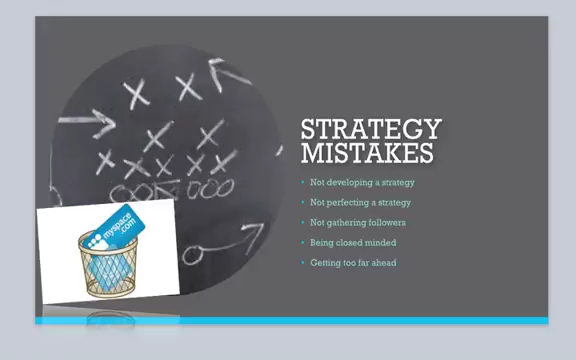 STRATEGY
MISTAKES
Not developing a strategy
Not perfecting a strategy
Not gathering followers
Being closed minded
Getting too far ahead
myspace
.com